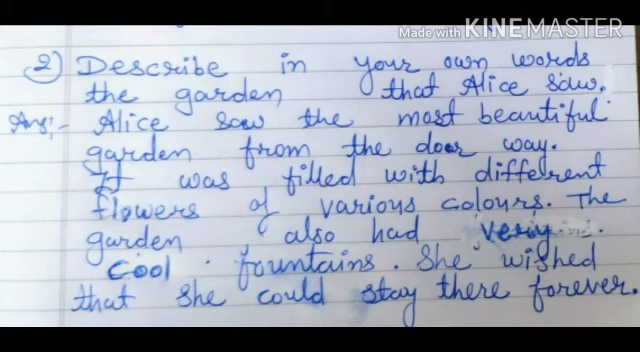 Made with KINEMASTER
2) Describe in your own words
the garden that Alice saw.
Ans:- Alice saw the most beautiful
garden from the door way.
It was filled with different
flowers of various colours. The
garden also had very
cool fountains. She wished
that she could stay there forever.